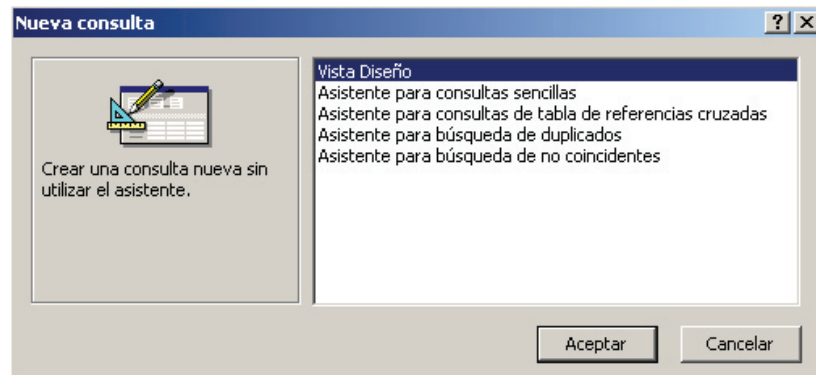 Nueva consulta
Crear una consulta nueva sin
utilizar el asistente.
Vista Diseño
Asistente para consultas sencillas
Asistente para consultas de tabla de referencias cruzadas
Asistente para búsqueda de duplicados
Asistente para búsqueda de no coincidentes
Aceptar
Cancelar